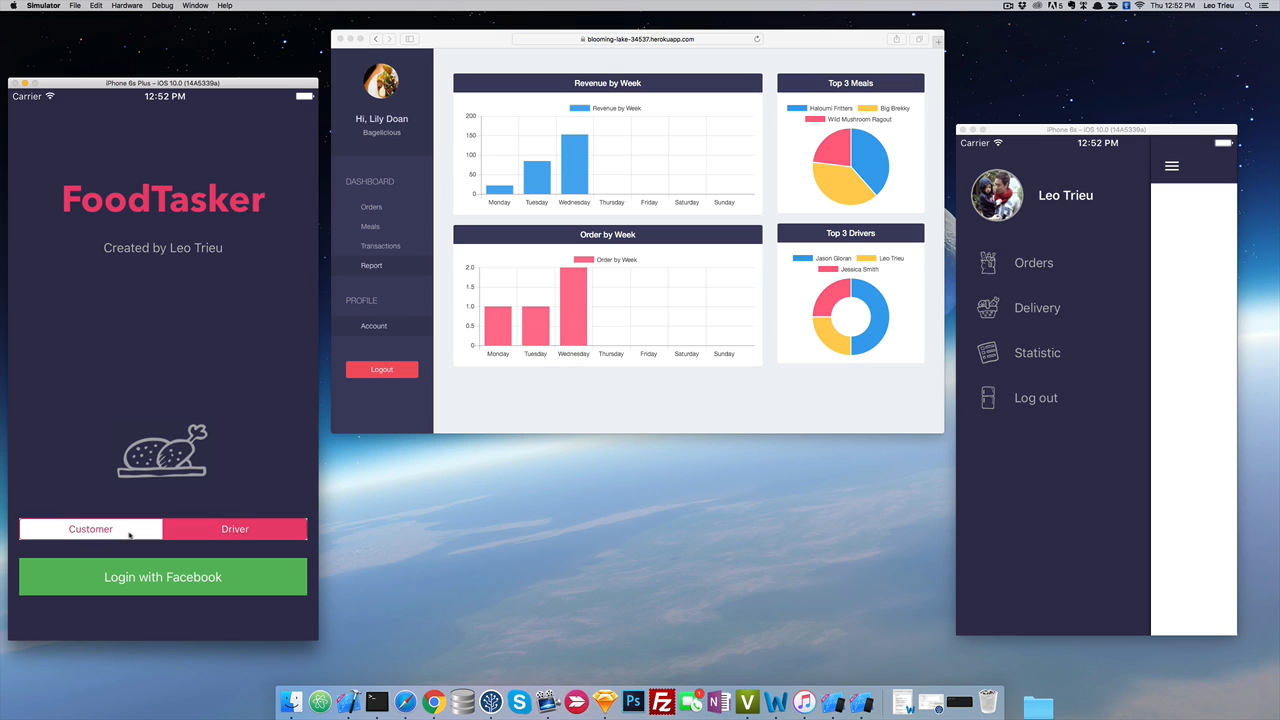 Simulator File Edit Hardware Debug Window Help
5
Thu 12:52 PM Leo Trieu
iPhone 6s Plus – iOS 10.0 (14A5339a)
Carrier 12:52 PM
FoodTasker
Created by Leo Trieu
Customer Driver
Login with Facebook
blooming-lake-34537.herokuapp.com
Hi, Lily Doan
Bagelicious
DASHBOARD
Orders
Meals
Transactions
Report
PROFILE
Account
Logout
Revenue by Week
Revenue by Week
200
150
100
50
0
Monday Tuesday Wednesday Thursday Friday Saturday Sunday
Top 3 Meals
Haloumi Fritters Big Brekky
Wild Mushroom Ragout
Order by Week
Order by Week
2.0
1.5
1.0
0.5
0
Monday Tuesday Wednesday Thursday Friday Saturday Sunday
Top 3 Drivers
Jason Gloran Leo Trieu
Jessica Smith
iPhone 6s – iOS 10.0 (14A5339a)
Carrier 12:52 PM
Leo Trieu
Orders
Delivery
Statistic
Log out